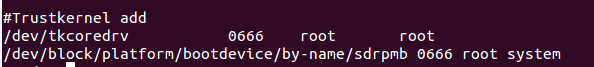 #Trustkernel add
/dev/tkcoredrv 0666 root root
/dev/block/platform/bootdevice/by-name/sdrpmb 0666 root system